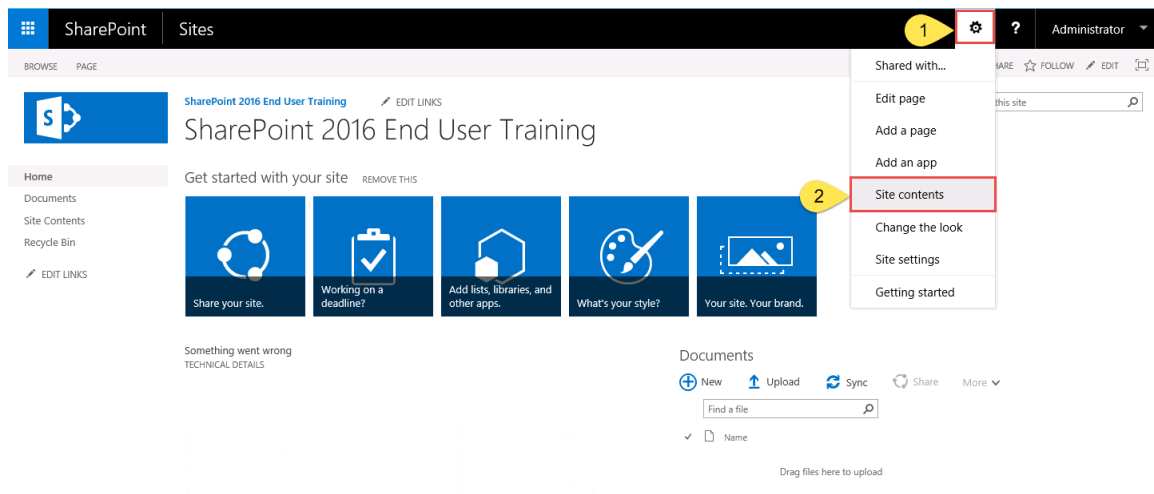 SharePoint
Sites
1
?
Administrator
BROWSE
PAGE
HARE
FOLLOW
EDIT
Shared with...
Edit page
Add a page
Add an app
2
Site contents
Change the look
Site settings
Getting started
this site
S
SharePoint 2016 End User Training
EDIT LINKS
SharePoint 2016 End User Training
Home
Documents
Site Contents
Recycle Bin
EDIT LINKS
Get started with your site
REMOVE THIS
Share your site.
Working on a
deadline?
Add lists, libraries, and
other apps.
What's your style?
Your site. Your brand.
Something went wrong
TECHNICAL DETAILS
Documents
New
Upload
Sync
Share
More
Find a file
Name
Drag files here to upload